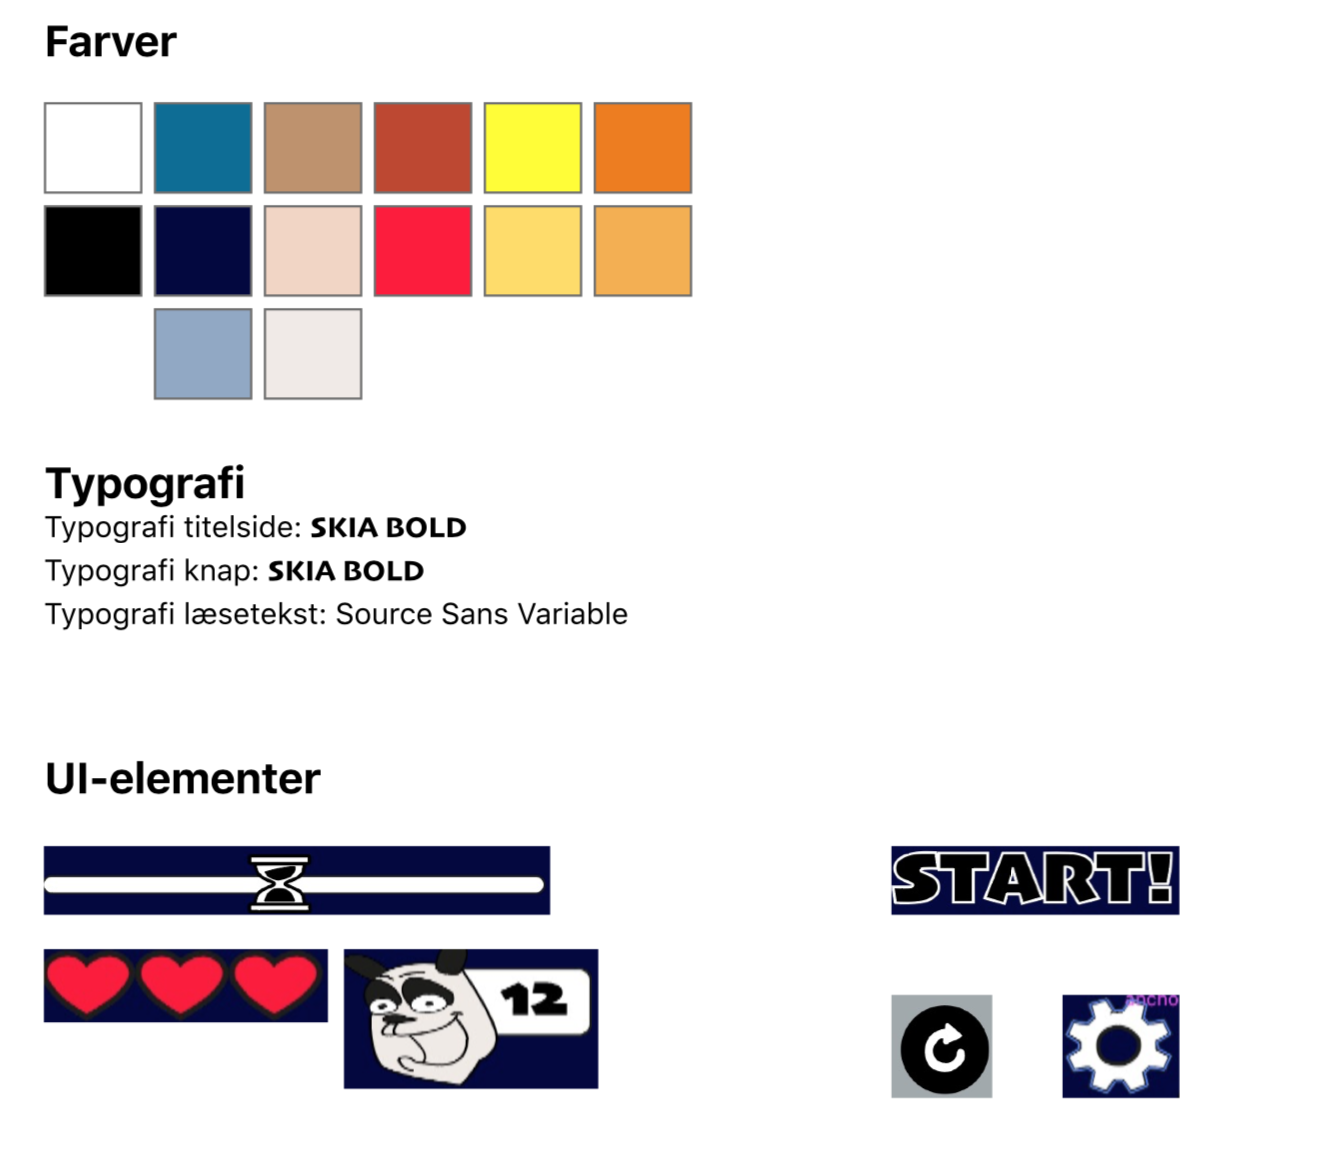 Farver
Typografi
Typografi titelside: SKIA BOLD
Typografi knap: SKIA BOLD
Typografi læsetekst: Source Sans Variable
UI-elementer
START!
12
ancho